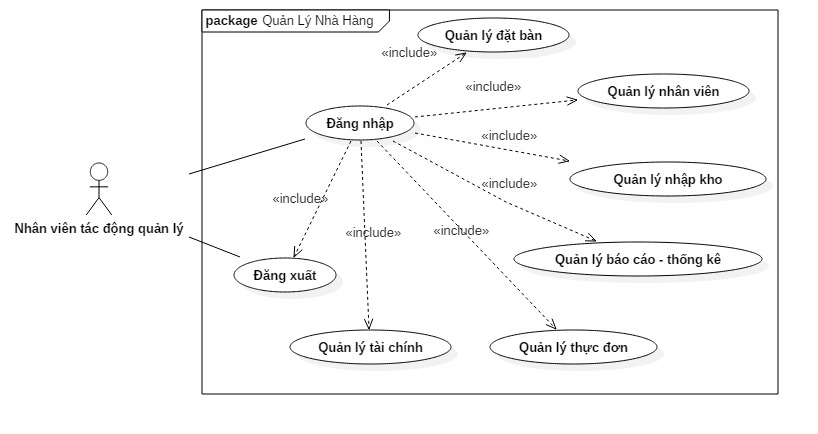 package Quản Lý Nhà Hàng
Quản lý đặt bàn
«include»
«include»
Quản lý nhân viên
Đăng nhập
«include»
Quản lý nhập kho
«include»
«include»
Nhân viên tác động quản lý
«include»
«include»
Quản lý báo cáo - thống kê
Đăng xuất
Quản lý tài chính
Quản lý thực đơn